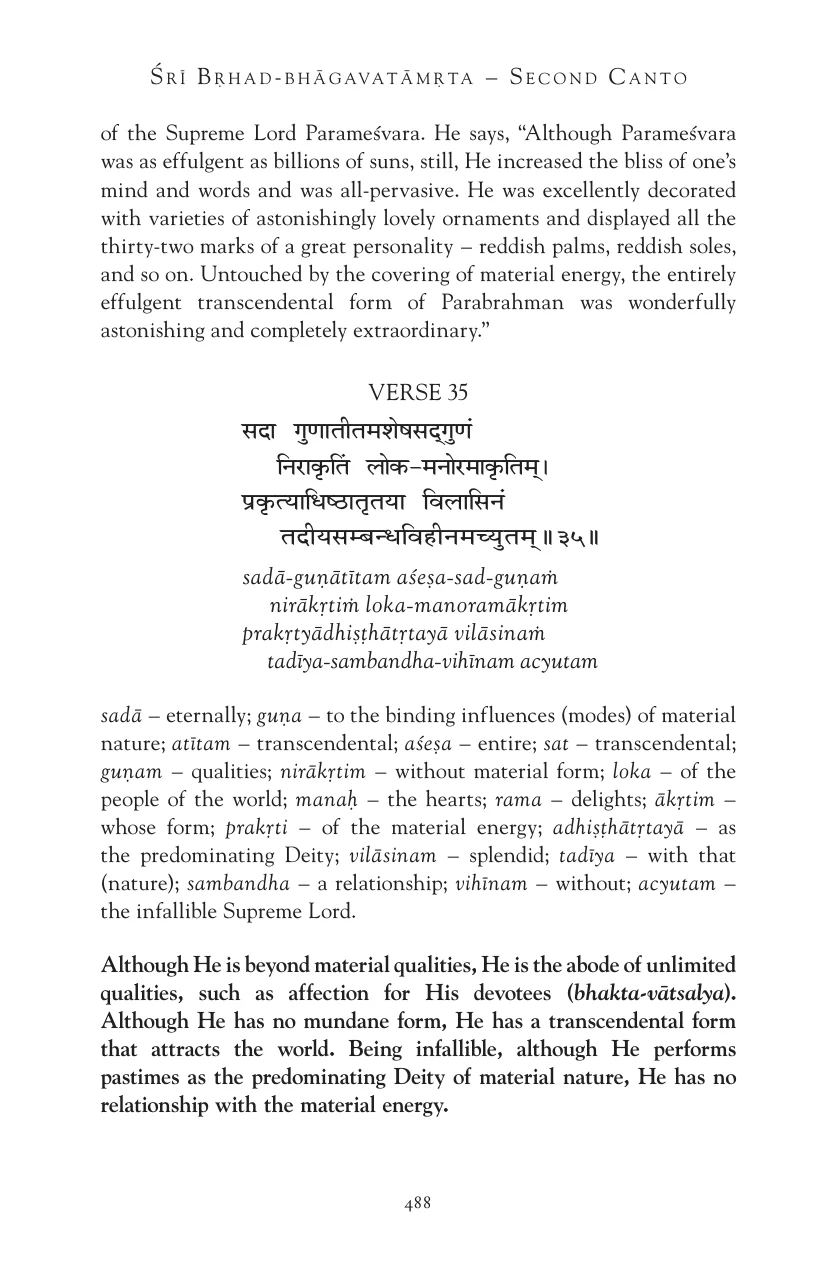 Śrī Bṛhad-bhāgavatāmṛta – Second Canto
of the Supreme Lord Parameśvara. He says, “Although Parameśvara
was as effulgent as billions of suns, still, He increased the bliss of one’s
mind and words and was all-pervasive. He was excellently decorated
with varieties of astonishingly lovely ornaments and displayed all the
thirty-two marks of a great personality – reddish palms, reddish soles,
and so on. Untouched by the covering of material energy, the entirely
effulgent transcendental form of Parabrahman was wonderfully
astonishing and completely extraordinary.”
VERSE 35
सदा गुणातीतमशेषसद्‌गुणं
निराकृतिं लोक-मनोरमाकृतिम्।
प्रकृत्याधिष्ठातृतया विलासिनं
तदीयसम्बन्धविहीनमच्युतम्॥३५॥
sadā-guṇātītam aśeṣa-sad-guṇaṁ
nirākṛtiṁ loka-manoramākṛtim
prakṛtyādhiṣṭhātṛtayā vilāsinaṁ
tadīya-sambandha-vihīnam acyutam
sadā – eternally; guṇa – to the binding influences (modes) of material
nature; atītam – transcendental; aśeṣa – entire; sat – transcendental;
guṇam – qualities; nirākṛtim – without material form; loka – of the
people of the world; manaḥ – the hearts; rama – delights; ākṛtim –
whose form; prakṛti – of the material energy; adhiṣṭhātṛtayā – as
the predominating Deity; vilāsinam – splendid; tadīya – with that
(nature); sambandha – a relationship; vihīnam – without; acyutam –
the infallible Supreme Lord.
Although He is beyond material qualities, He is the abode of unlimited
qualities, such as affection for His devotees (bhakta-vātsalya).
Although He has no mundane form, He has a transcendental form
that attracts the world. Being infallible, although He performs
pastimes as the predominating Deity of material nature, He has no
relationship with the material energy.
488